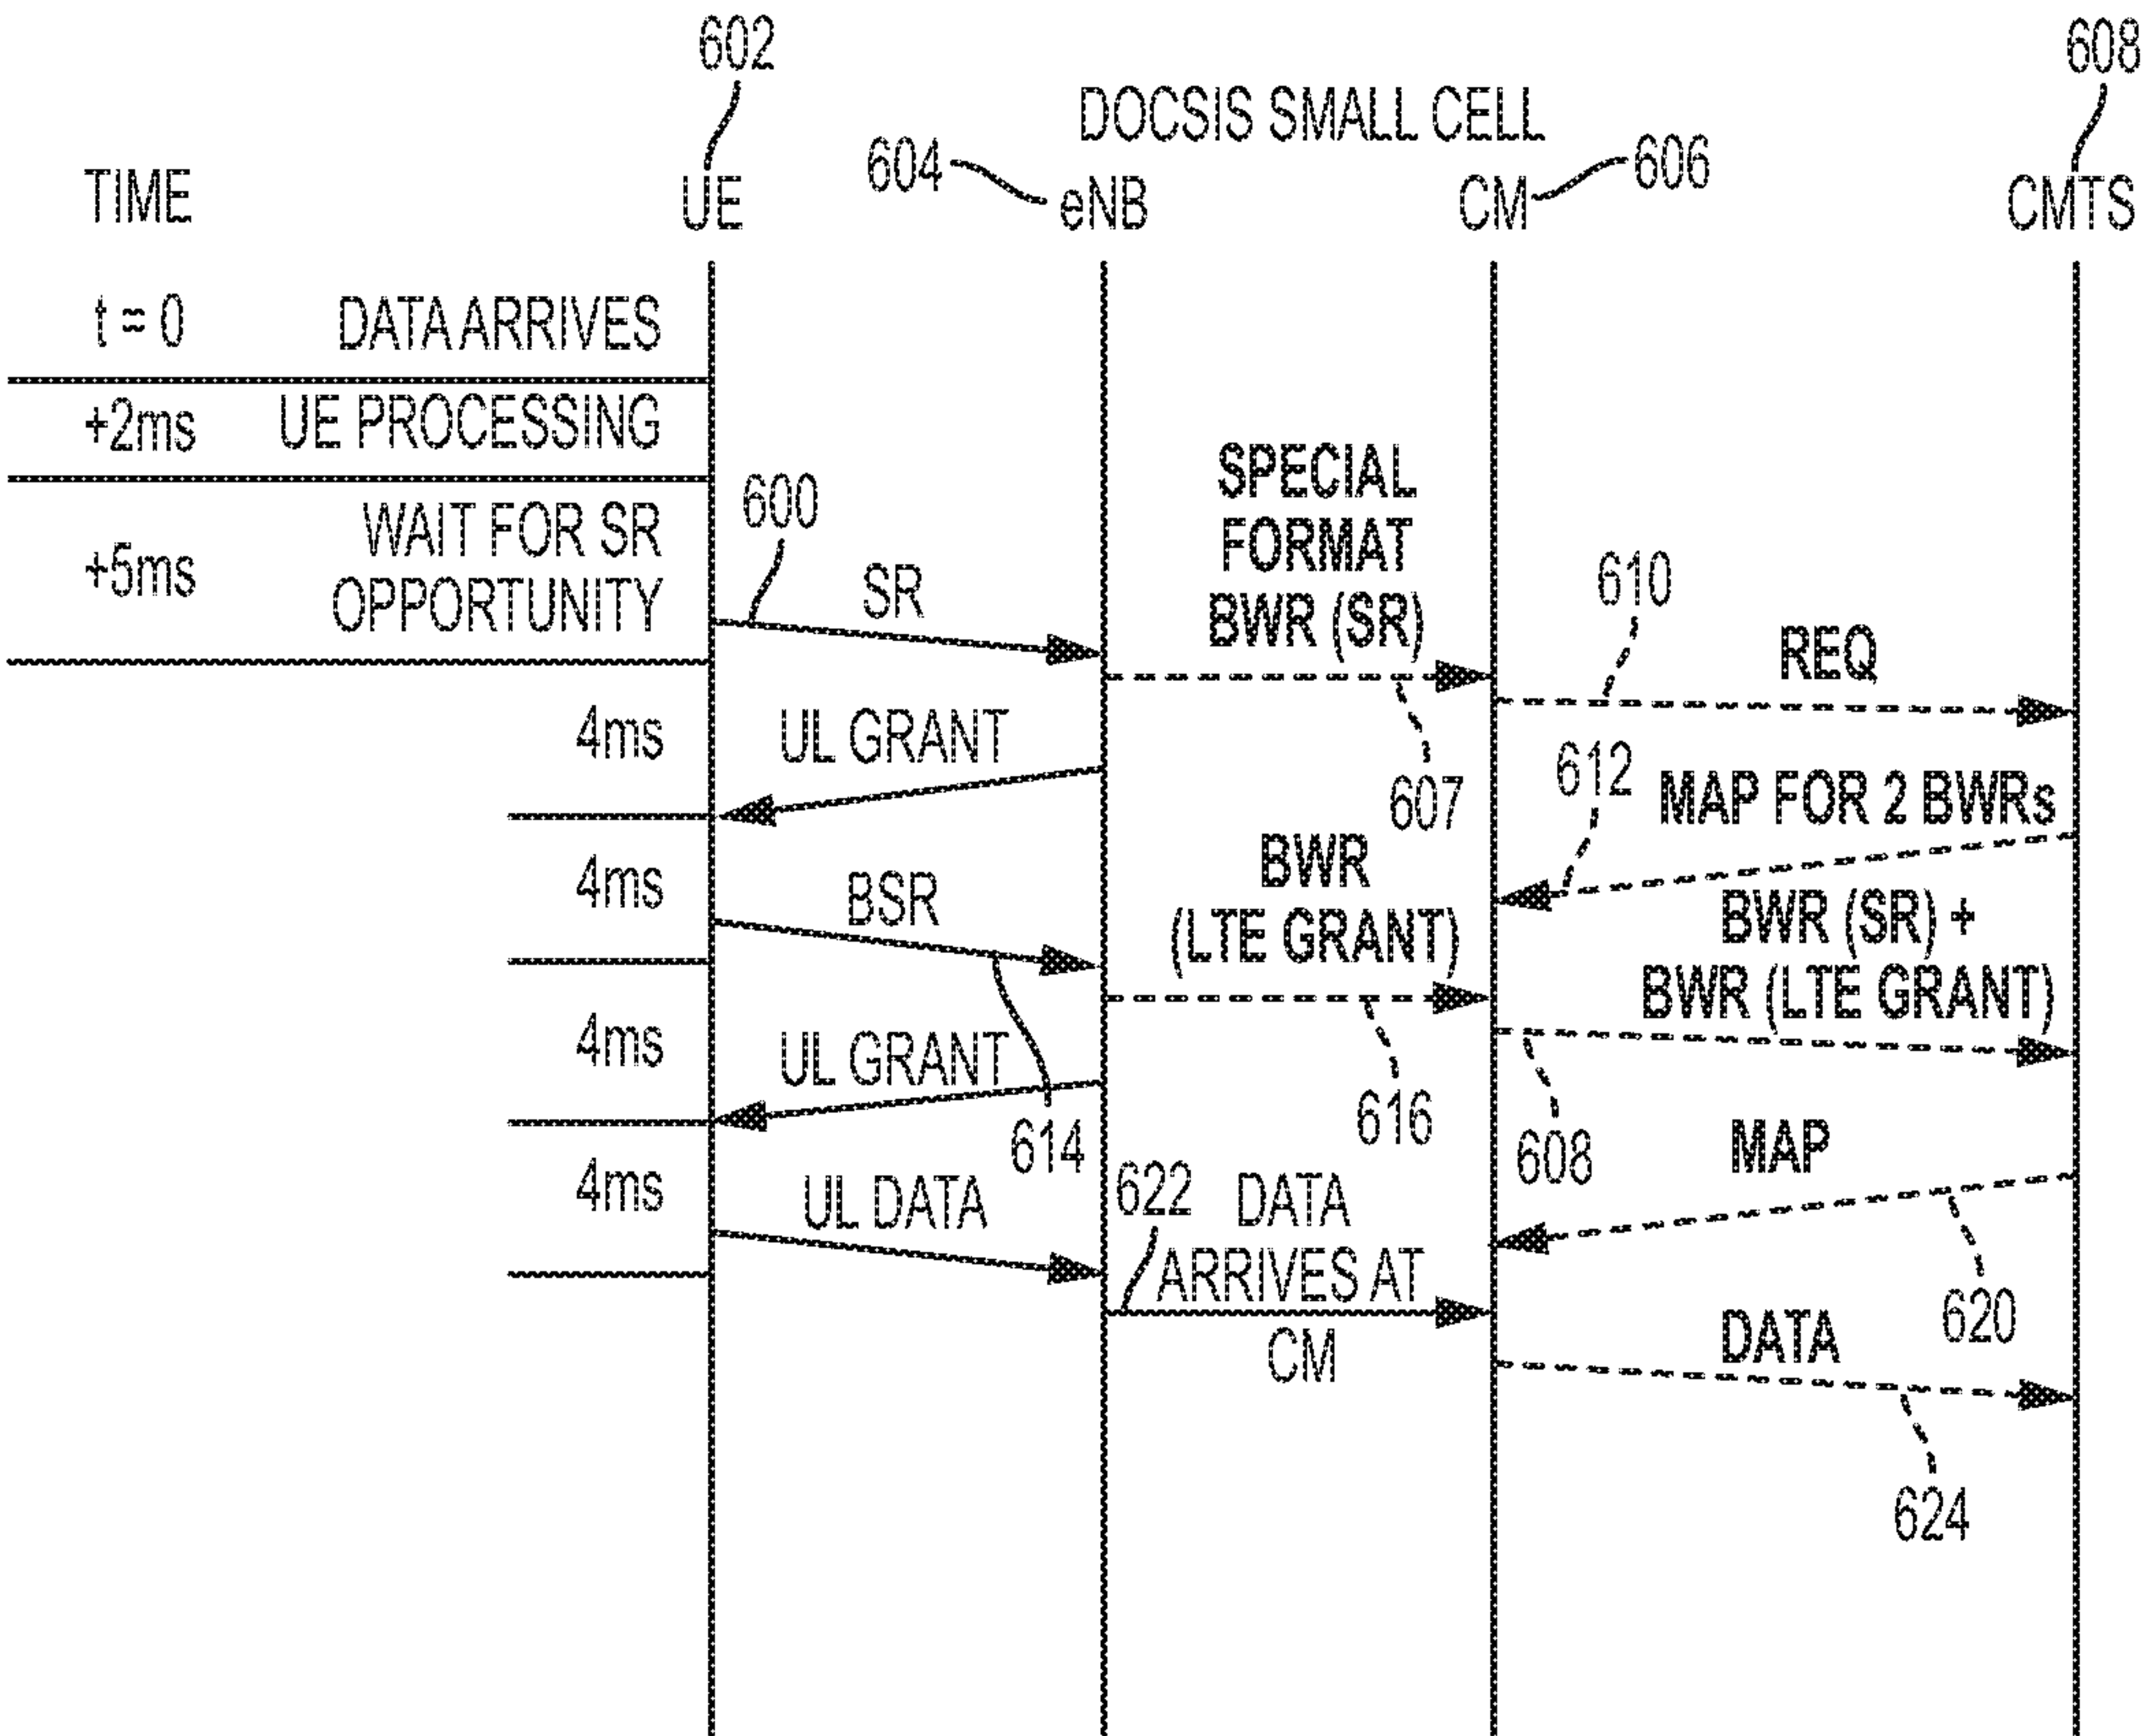 602
608
DOCSIS SMALL CELL
604
606
TIME
UE
eNB
CM
CMTS
t = 0
DATA ARRIVES
+2ms
UE PROCESSING
+5ms
WAIT FOR SR
OPPORTUNITY
600
SR
SPECIAL
FORMAT
BWR (SR)
610
REQ
4ms
UL GRANT
607
612
MAP FOR 2 BWRs
4ms
BSR
BWR
(LTE GRANT)
BWR (SR) +
BWR (LTE GRANT)
4ms
UL GRANT
614
616
608
MAP
4ms
UL DATA
622
DATA
ARRIVES AT
CM
620
DATA
624